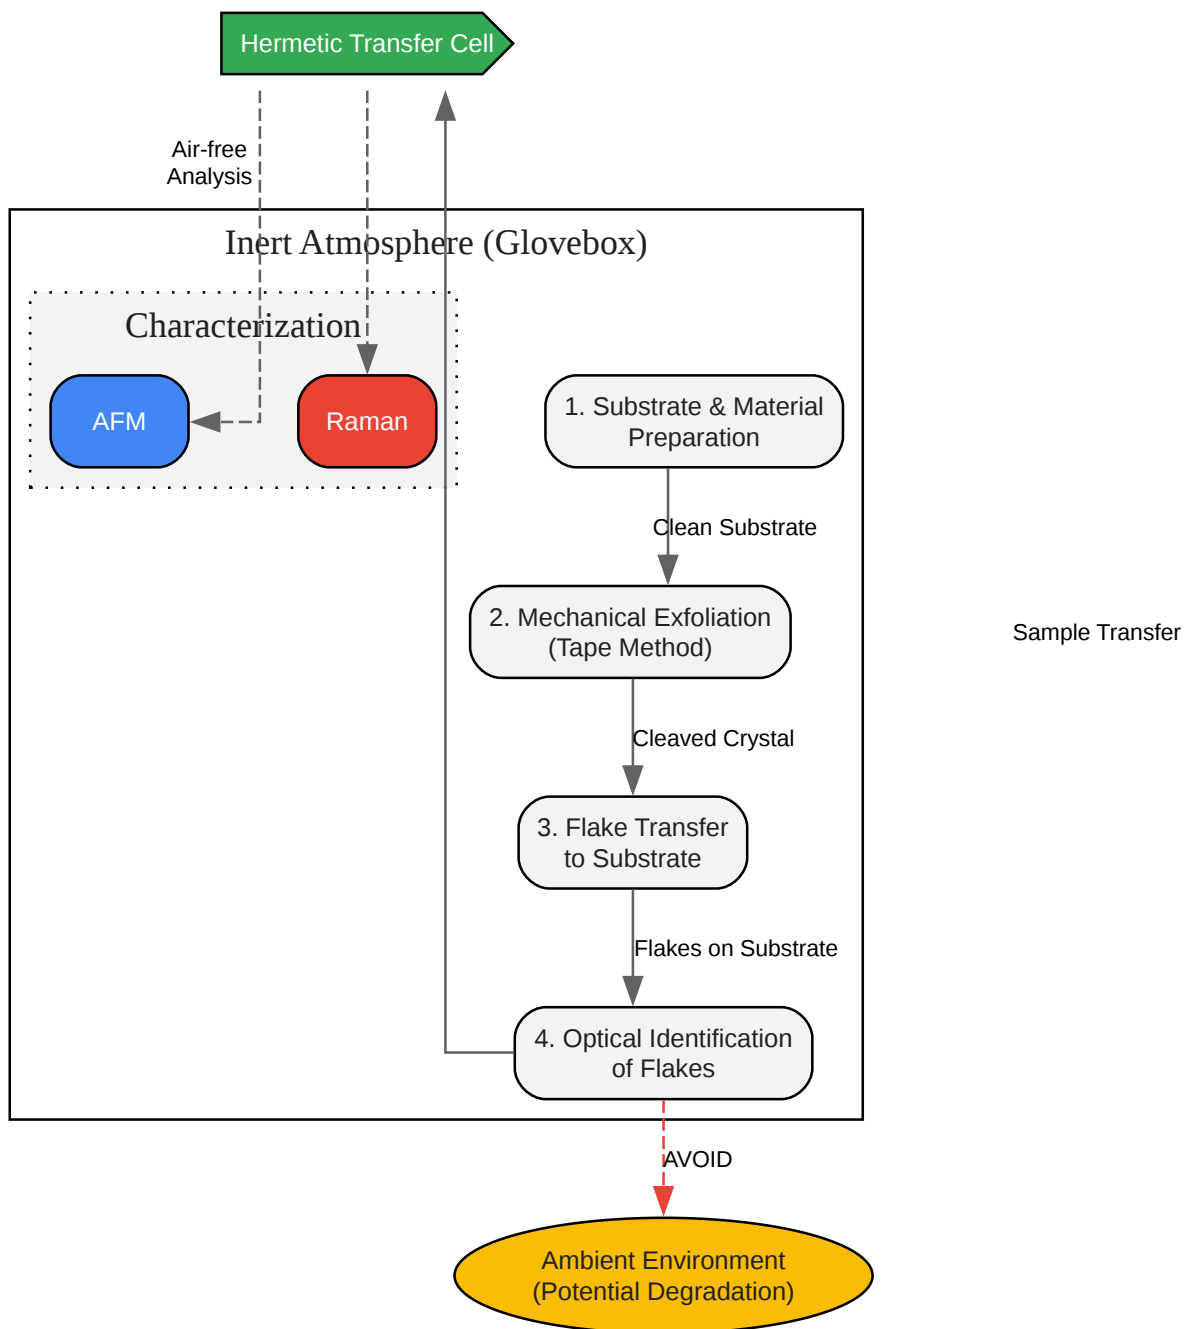 Hermetic Transfer Cell
Air-free
Analysis
Inert Atmosphere (Glovebox)
Characterization
AFM
Raman
1. Substrate & Material
Preparation
Clean Substrate
2. Mechanical Exfoliation
(Tape Method)
Sample Transfer
Cleaved Crystal
3. Flake Transfer
to Substrate
Flakes on Substrate
4. Optical Identification
of Flakes
AVOID
Ambient Environment
(Potential Degradation)